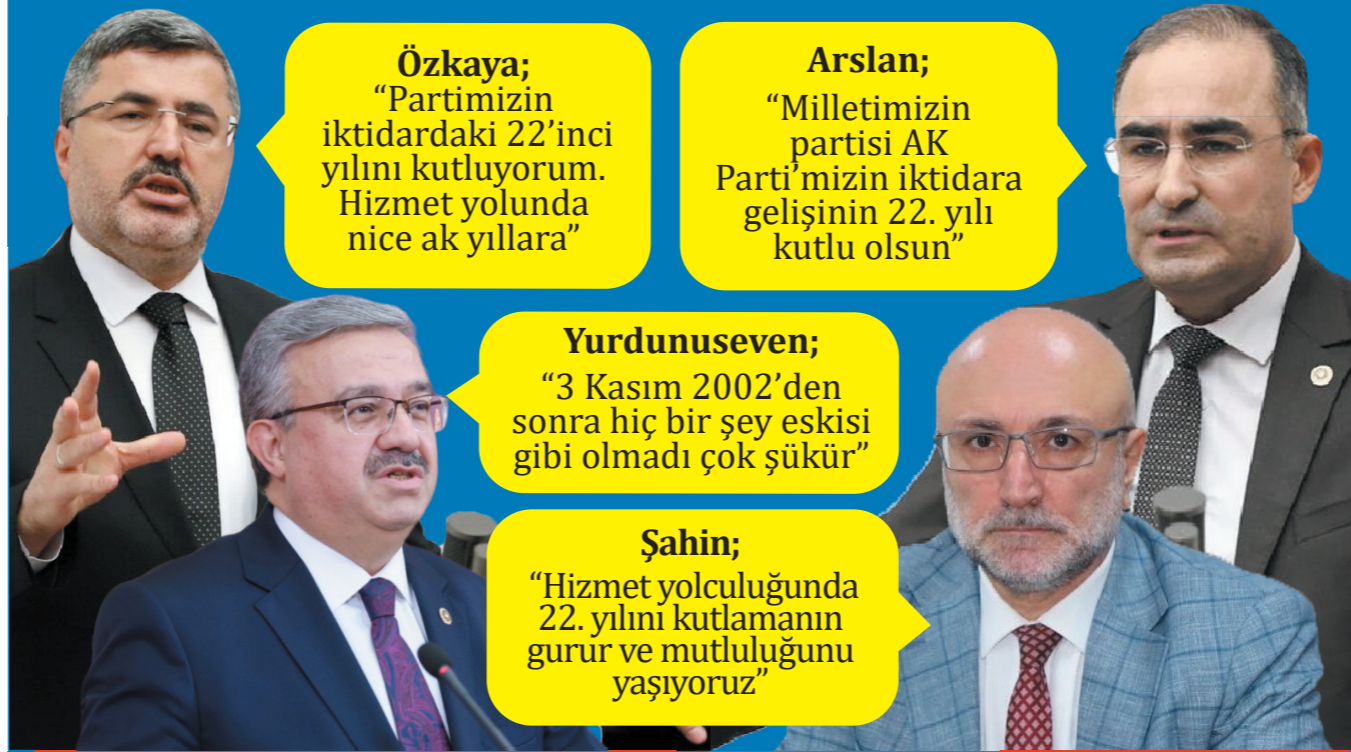 Özkaya;
“Partimizin
iktidardaki 22’inci
yılını kutluyorum.
Hizmet yolunda
nice ak yıllara”
Arslan;
“Milletimizin
partisi AK
Parti’mizin iktidara
gelişinin 22. yılı
kutlu olsun”
Yurdunuseven;
“3 Kasım 2002’den
sonra hiç bir şey eskisi
gibi olmadı çok şükür”
Şahin;
“Hizmet yolculuğunda
22. yılını kutlamanın
gurur ve mutluluğunu
yaşıyoruz”